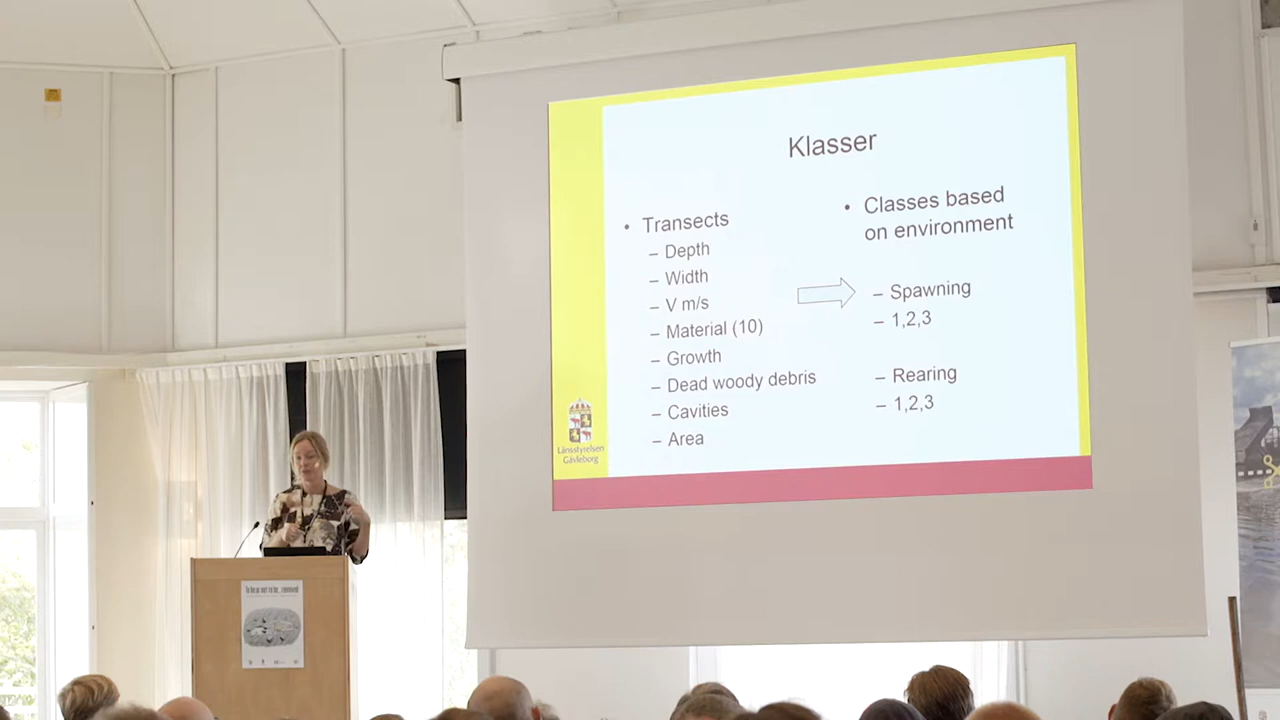 Klasser
• Transects
– Depth
– Width
– V m/s
– Material (10)
– Growth
– Dead woody debris
– Cavities
– Area
• Classes based
on environment
– Spawning
– 1,2,3
– Rearing
– 1,2,3
Länsstyrelsen
Gävleborg